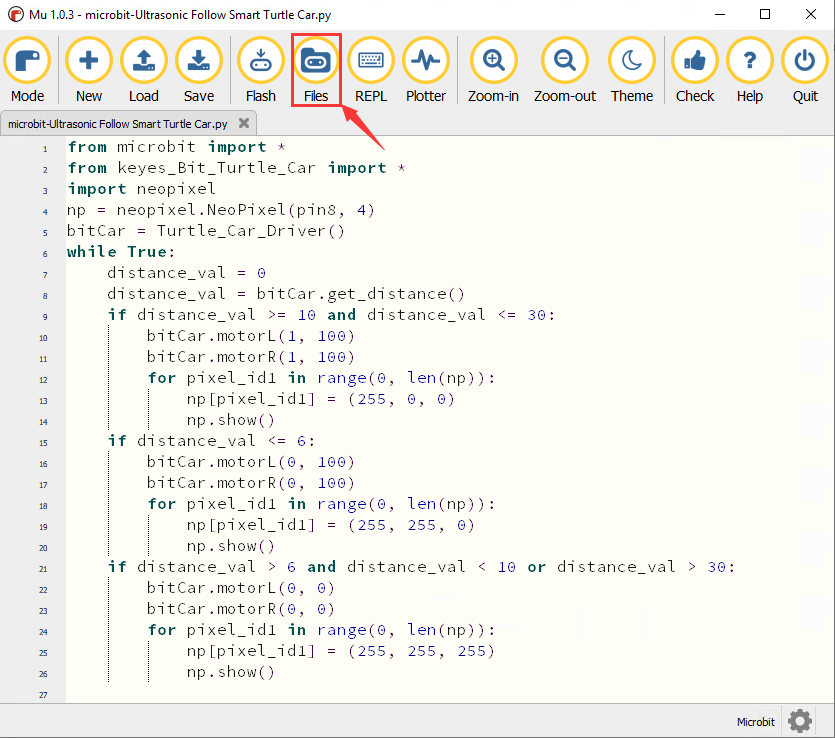 Mu 1.0.3 - microbit-Ultrasonic Follow Smart Turtle Car.py
Mode New Load Save Flash Files REPL Plotter Zoom-in Zoom-out Theme Check Help Quit
microbit-Ultrasonic Follow Smart Turtle Car.py
1 from microbit import *
2 from keyes_Bit_Turtle_Car import *
3 import neopixel
4 np = neopixel.NeoPixel(pin8, 4)
5 bitCar = Turtle_Car_Driver()
6 while True:
7     distance_val = 0
8     distance_val = bitCar.get_distance()
9     if distance_val >= 10 and distance_val <= 30:
10         bitCar.motorL(1, 100)
11         bitCar.motorR(1, 100)
12         for pixel_id1 in range(0, len(np)):
13             np[pixel_id1] = (255, 0, 0)
14             np.show()
15     if distance_val <= 6:
16         bitCar.motorL(0, 100)
17         bitCar.motorR(0, 100)
18         for pixel_id1 in range(0, len(np)):
19             np[pixel_id1] = (255, 255, 0)
20             np.show()
21     if distance_val > 6 and distance_val < 10 or distance_val > 30:
22         bitCar.motorL(0, 0)
23         bitCar.motorR(0, 0)
24         for pixel_id1 in range(0, len(np)):
25             np[pixel_id1] = (255, 255, 255)
26             np.show()
27
Microbit